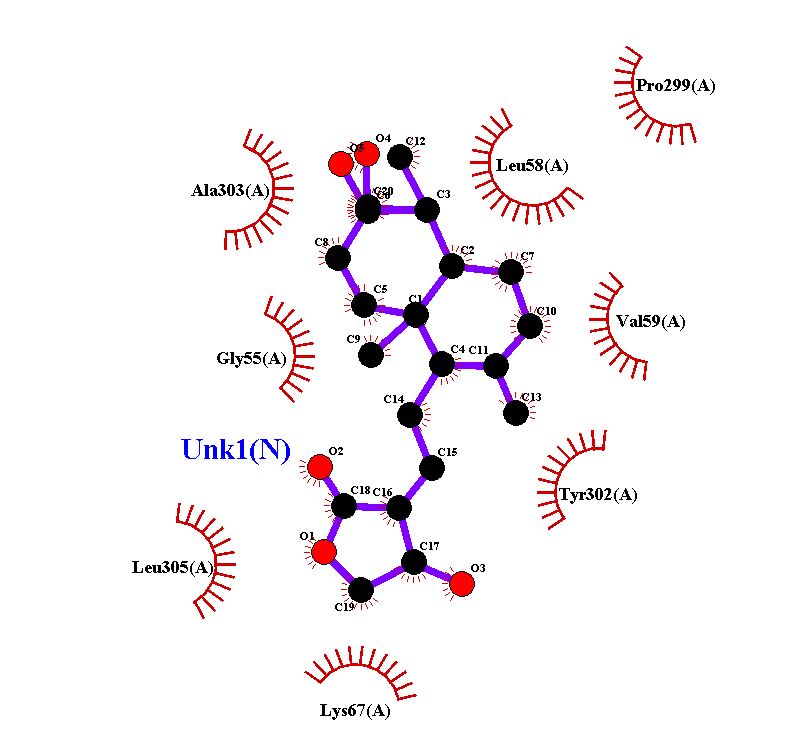 Pro299(A)
O4
O5
C12
Leu58(A)
Ala303(A)
C20
C3
C8
C2
C7
C5
C1
C10
Val59(A)
C9
Gly55(A)
C4
C11
C14
C13
Unk1(N)
O2
C15
Tyr302(A)
C18
C16
O1
C17
Leu305(A)
O3
C19
Lys67(A)